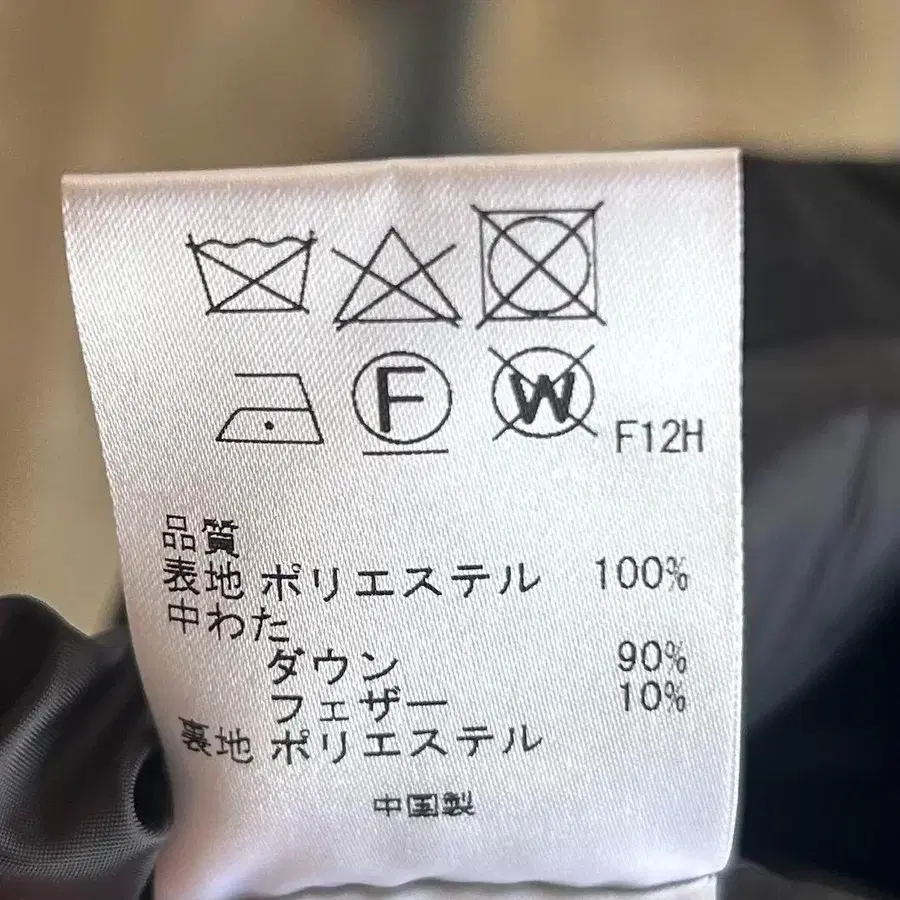 F
W
F12H
品質
表地 ポリエステル 100%
中わた
ダウン 90%
フェザー 10%
裏地 ポリエステル
中国製